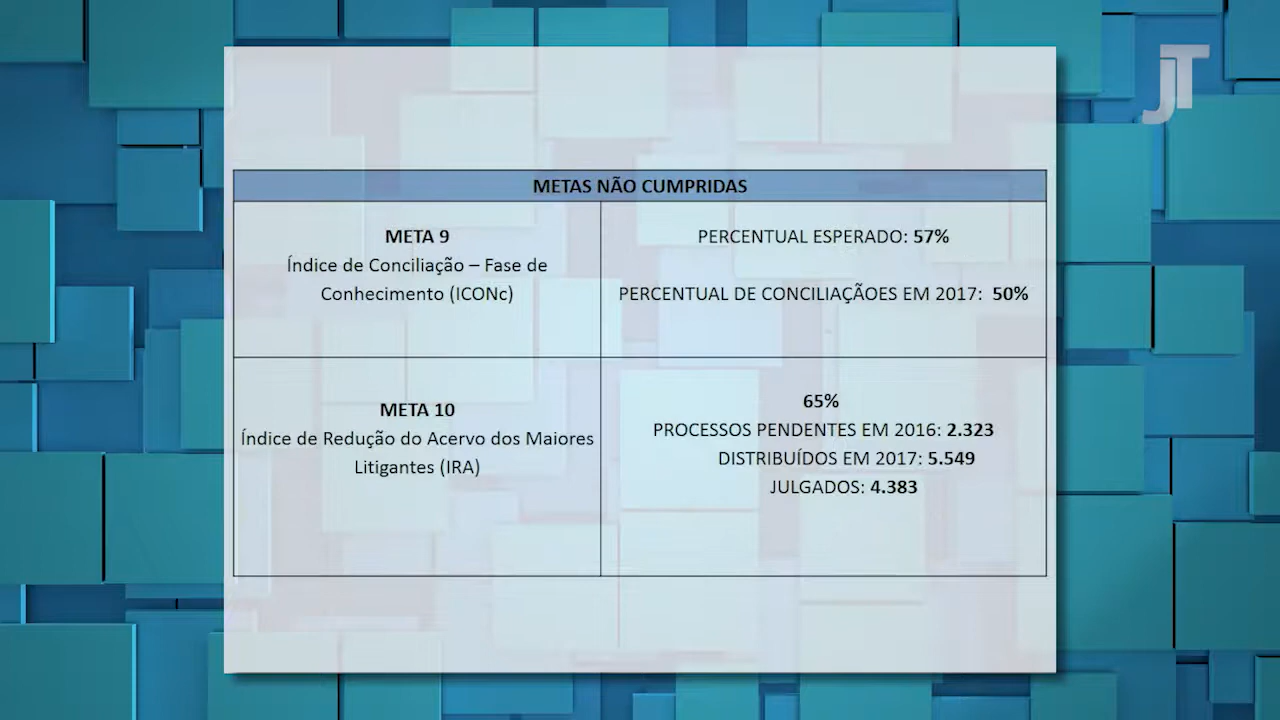 JT
METAS NÃO CUMPRIDAS
META 9
Índice de Conciliação – Fase de
Conhecimento (ICONc)
PERCENTUAL ESPERADO: 57%
PERCENTUAL DE CONCILIAÇÃOES EM 2017: 50%
META 10
Índice de Redução do Acervo dos Maiores
Litigantes (IRA)
65%
PROCESSOS PENDENTES EM 2016: 2.323
DISTRIBUÍDOS EM 2017: 5.549
JULGADOS: 4.383